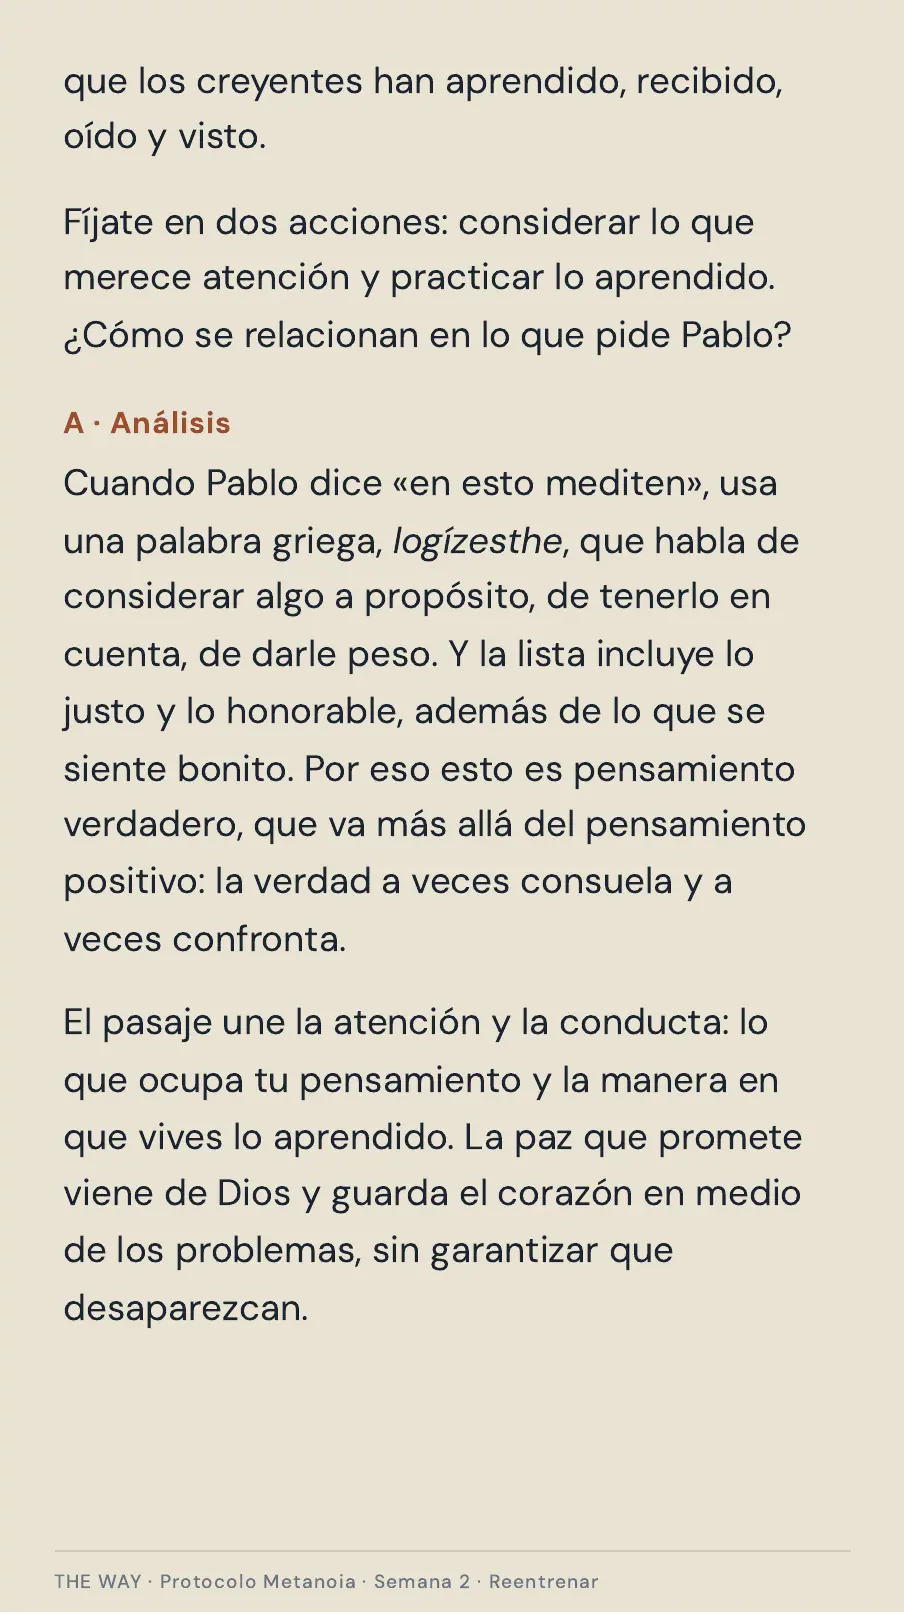 que los creyentes han aprendido, recibido,
oído y visto.
Fíjate en dos acciones: considerar lo que
merece atención y practicar lo aprendido.
¿Cómo se relacionan en lo que pide Pablo?
A · Análisis
Cuando Pablo dice «en esto mediten», usa
una palabra griega, logízesthe, que habla de
considerar algo a propósito, de tenerlo en
cuenta, de darle peso. Y la lista incluye lo
justo y lo honorable, además de lo que se
siente bonito. Por eso esto es pensamiento
verdadero, que va más allá del pensamiento
positivo: la verdad a veces consuela y a
veces confronta.
El pasaje une la atención y la conducta: lo
que ocupa tu pensamiento y la manera en
que vives lo aprendido. La paz que promete
viene de Dios y guarda el corazón en medio
de los problemas, sin garantizar que
desaparezcan.
THE WAY · Protocolo Metanoia · Semana 2 · Reentrenar